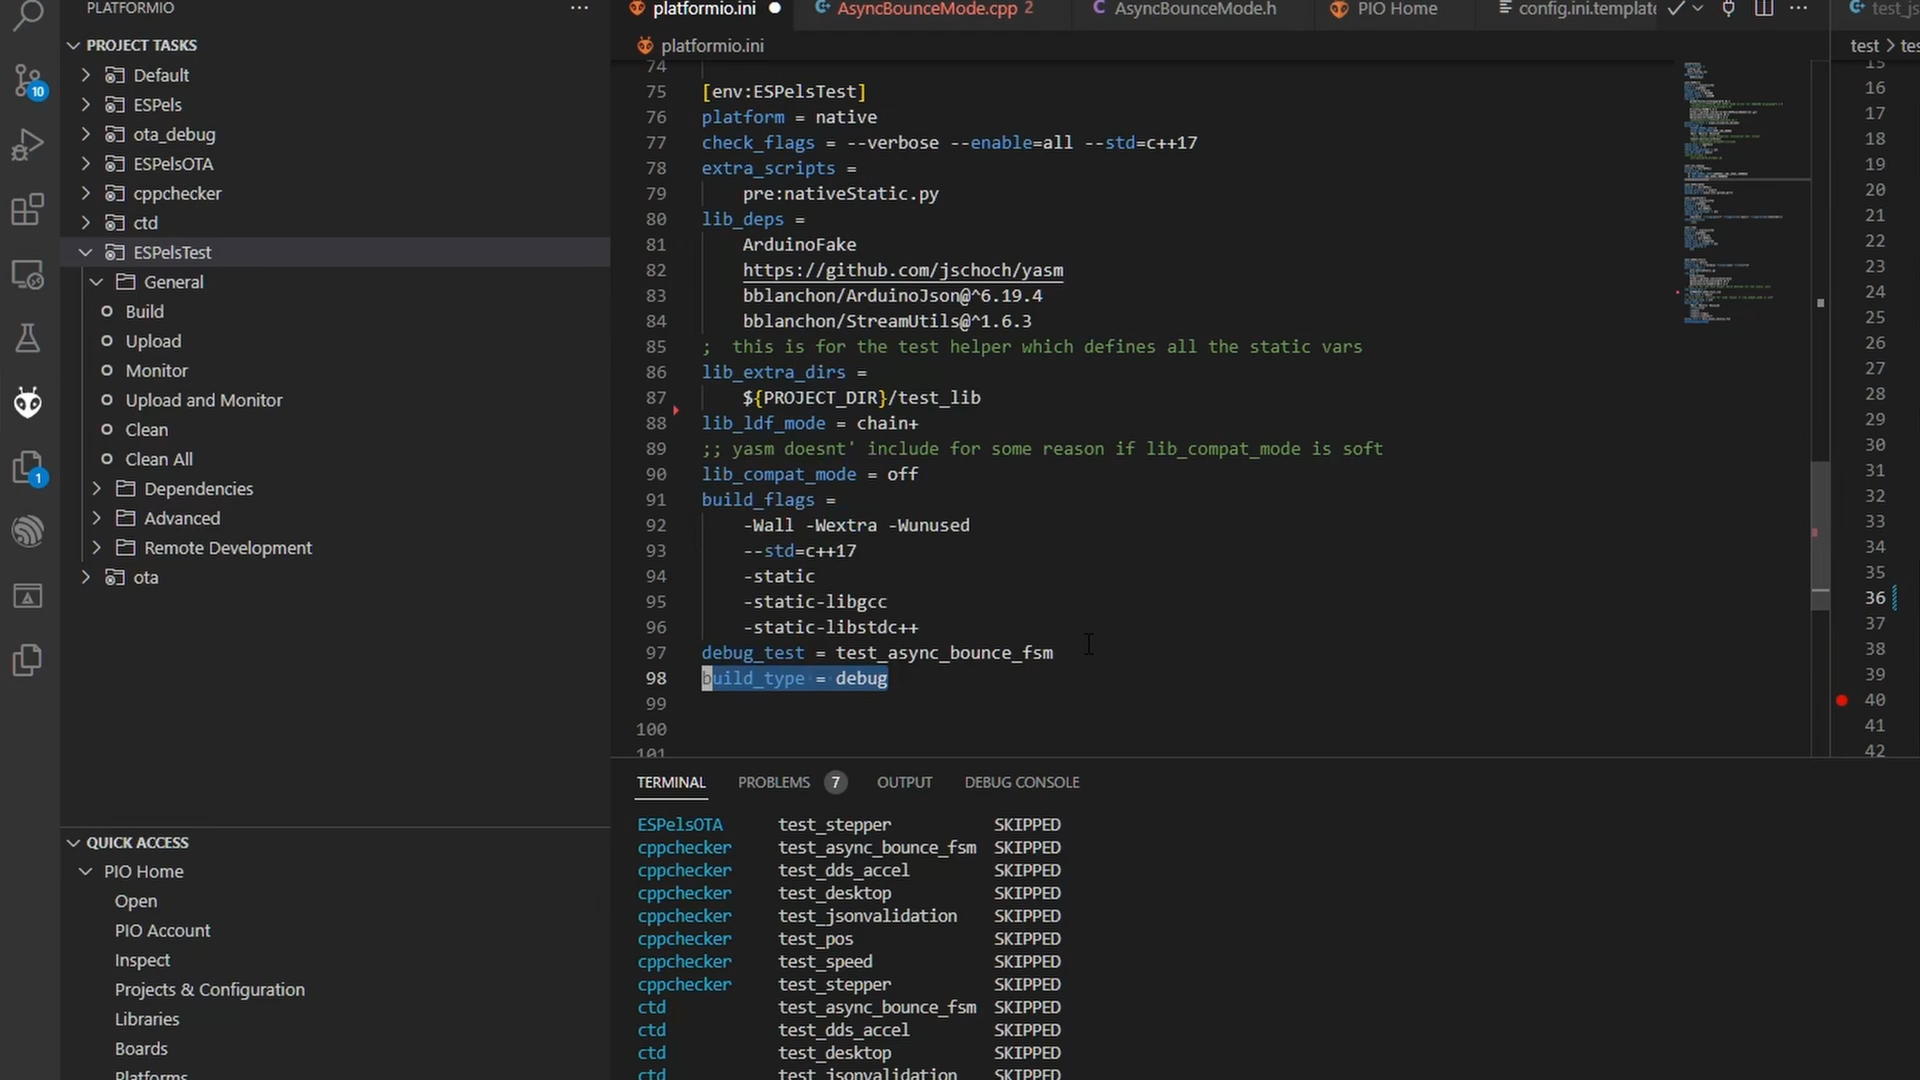 PLATFORMIO
PROJECT TASKS
Default
ESPels
ota_debug
ESPelsOTA
cppchecker
ctd
ESPelsTest
General
Build
Upload
Monitor
Upload and Monitor
Clean
Clean All
Dependencies
Advanced
Remote Development
ota
QUICK ACCESS
PIO Home
Open
PIO Account
Inspect
Projects & Configuration
Libraries
Boards
Platforms
10
1
platformio.ini
AsyncBounceMode.cpp 2
AsyncBounceMode.h
PIO Home
config.ini.template
platformio.ini
74
75 [env:ESPelsTest]
76 platform = native
77 check_flags = --verbose --enable=all --std=c++17
78 extra_scripts =
79 pre:nativeStatic.py
80 lib_deps =
81 ArduinoFake
82 https://github.com/jschoch/yasm
83 bblanchon/ArduinoJson@^6.19.4
84 bblanchon/StreamUtils@^1.6.3
85 ; this is for the test helper which defines all the static vars
86 lib_extra_dirs =
87 ${PROJECT_DIR}/test_lib
88 lib_ldf_mode = chain+
89 ;; yasm doesnt' include for some reason if lib_compat_mode is soft
90 lib_compat_mode = off
91 build_flags =
92 -Wall -Wextra -Wunused
93 --std=c++17
94 -static
95 -static-libgcc
96 -static-libstdc++
97 debug_test = test_async_bounce_fsm
98 build_type = debug
99
100
101
TERMINAL PROBLEMS 7 OUTPUT DEBUG CONSOLE
ESPelsOTA test_stepper SKIPPED
cppchecker test_async_bounce_fsm SKIPPED
cppchecker test_dds_accel SKIPPED
cppchecker test_desktop SKIPPED
cppchecker test_jsonvalidation SKIPPED
cppchecker test_pos SKIPPED
cppchecker test_speed SKIPPED
cppchecker test_stepper SKIPPED
ctd test_async_bounce_fsm SKIPPED
ctd test_dds_accel SKIPPED
ctd test_desktop SKIPPED
ctd test_jsonvalidation SKIPPED
test_js
test > tes
15
16
17
18
19
20
21
22
23
24
25
26
27
28
29
30
31
32
33
34
35
36
37
38
39
40
41
42